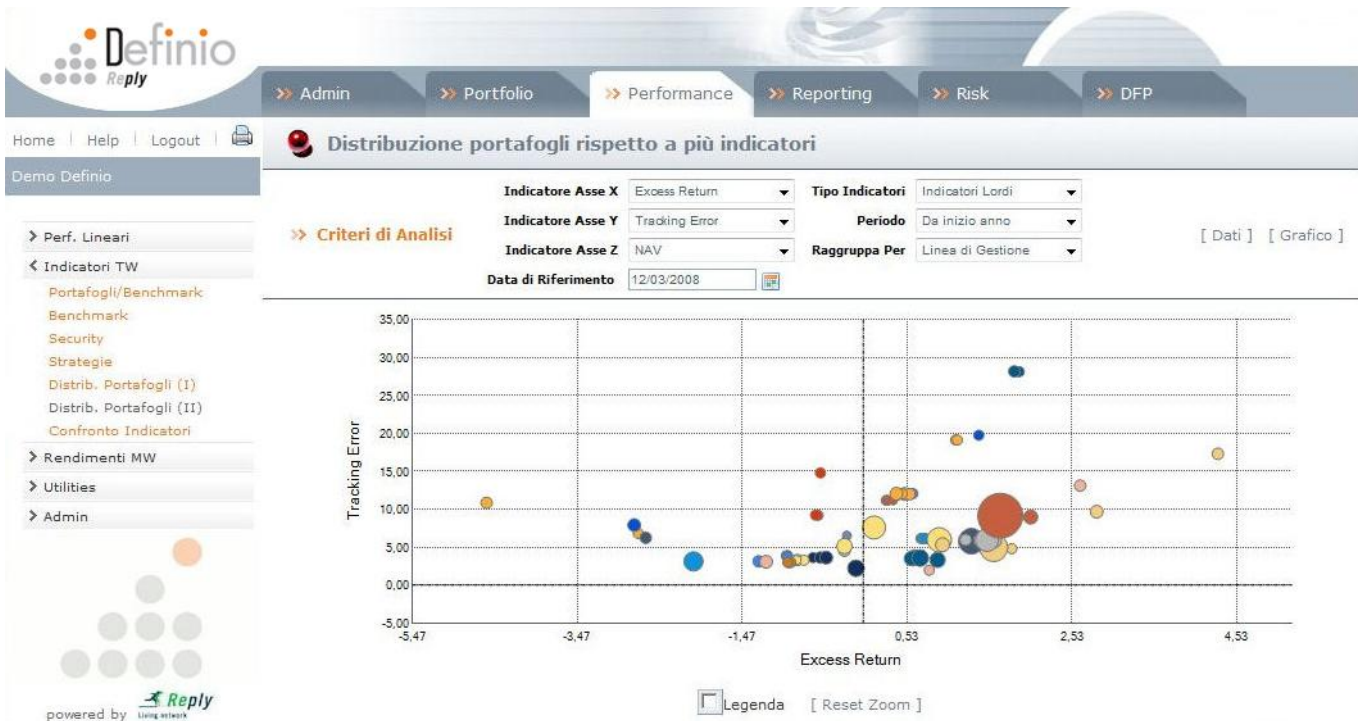 Definio
Reply
Admin
Portfolio
Performance
Reporting
Risk
DFP
Home | Help | Logout
Distribuzione portafogli rispetto a più indicatori
Demo Definio
Perf. Lineari
Indicatori TW
Portafogli/Benchmark
Benchmark
Security
Strategie
Distrib. Portafogli (I)
Distrib. Portafogli (II)
Confronto Indicatori
Rendimenti MW
Utilities
Admin
powered by Reply
Living network
Criteri di Analisi
Indicatore Asse X Excess Return Tipo Indicatori Indicatori Lordi
Indicatore Asse Y Tracking Error Periodo Da inizio anno
Indicatore Asse Z NAV Raggruppa Per Linea di Gestione
Data di Riferimento 12/03/2008
[ Dati ] [ Grafico ]
Tracking Error
35,00
30,00
25,00
20,00
15,00
10,00
5,00
0,00
-5,00
-5,47 -3,47 -1,47 0,53 2,53 4,53
Excess Return
Legenda [ Reset Zoom ]